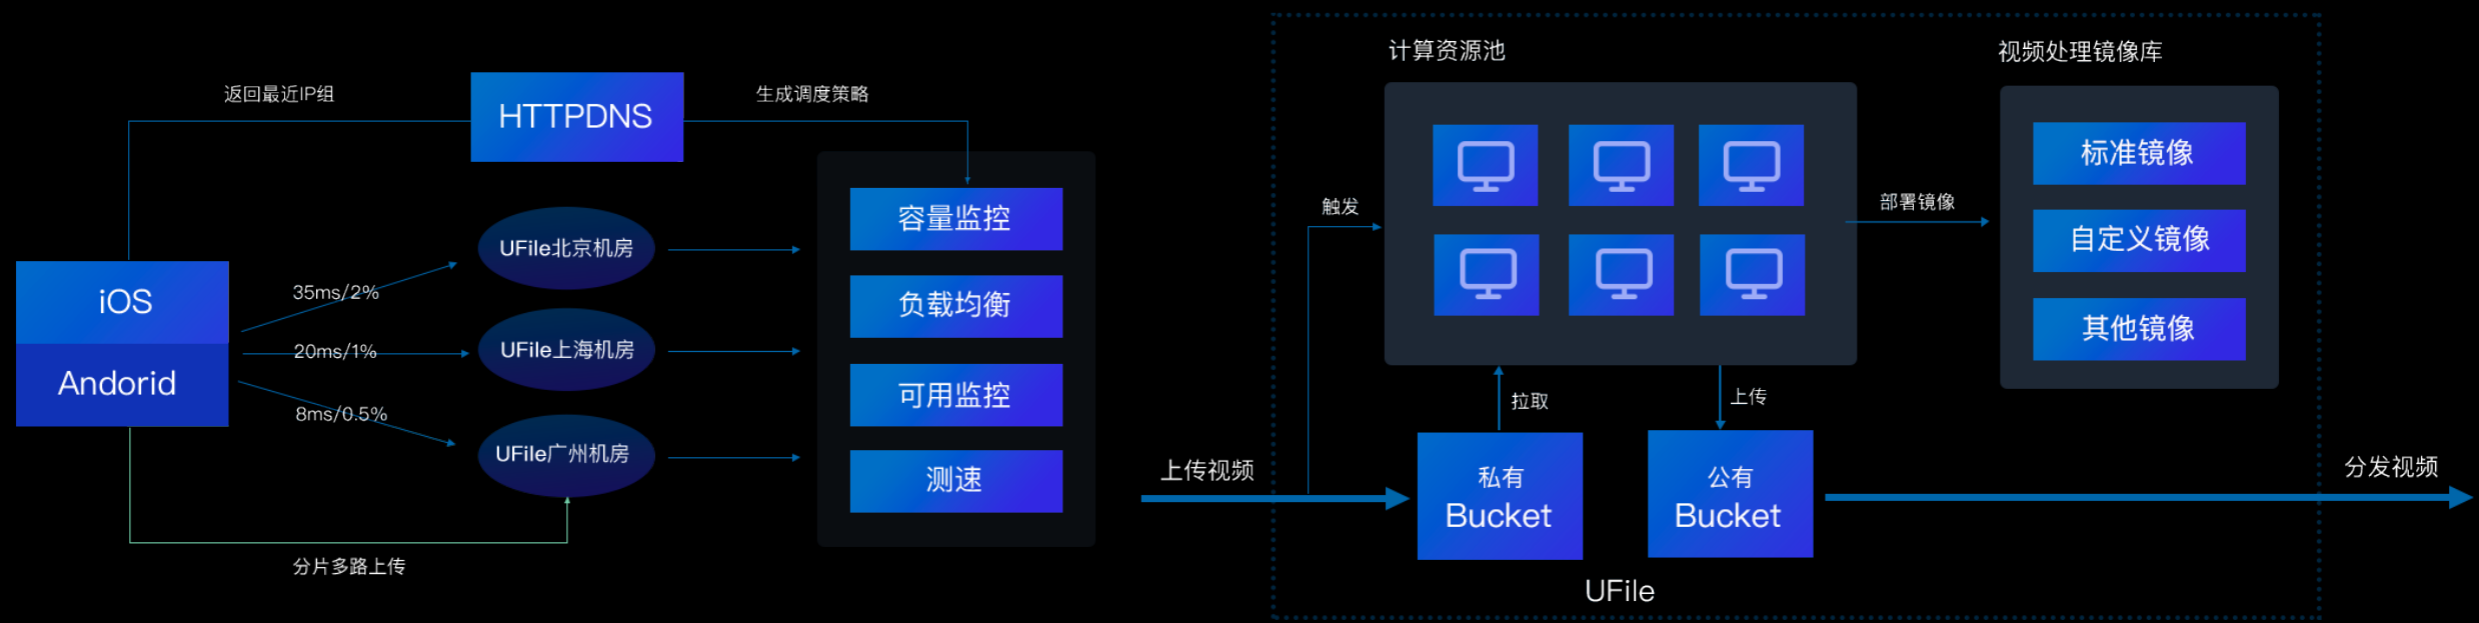 返回最近IP组
HTTPDNS
生成调度策略
iOS
Andorid
35ms/2%
20ms/1%
8ms/0.5%
UFile北京机房
UFile上海机房
UFile广州机房
分片多路上传
容量监控
负载均衡
可用监控
测速
上传视频
触发
计算资源池
部署镜像
视频处理镜像库
标准镜像
自定义镜像
其他镜像
拉取
上传
私有
Bucket
公有
Bucket
UFile
分发视频